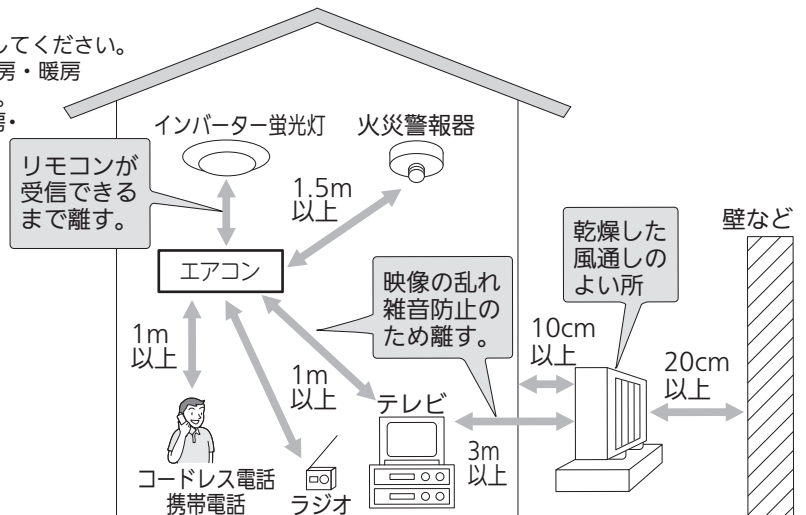 してください。
房・暖房
。
房・
インバーター蛍光灯
火災警報器
リモコンが
受信できる
まで離す。
1.5m
以上
エアコン
映像の乱れ
雑音防止の
ため離す。
乾燥した
風通しの
よい所
壁など
1m
以上
1m
以上
10cm
以上
20cm
以上
テレビ
3m
以上
コードレス電話
携帯電話
ラジオ